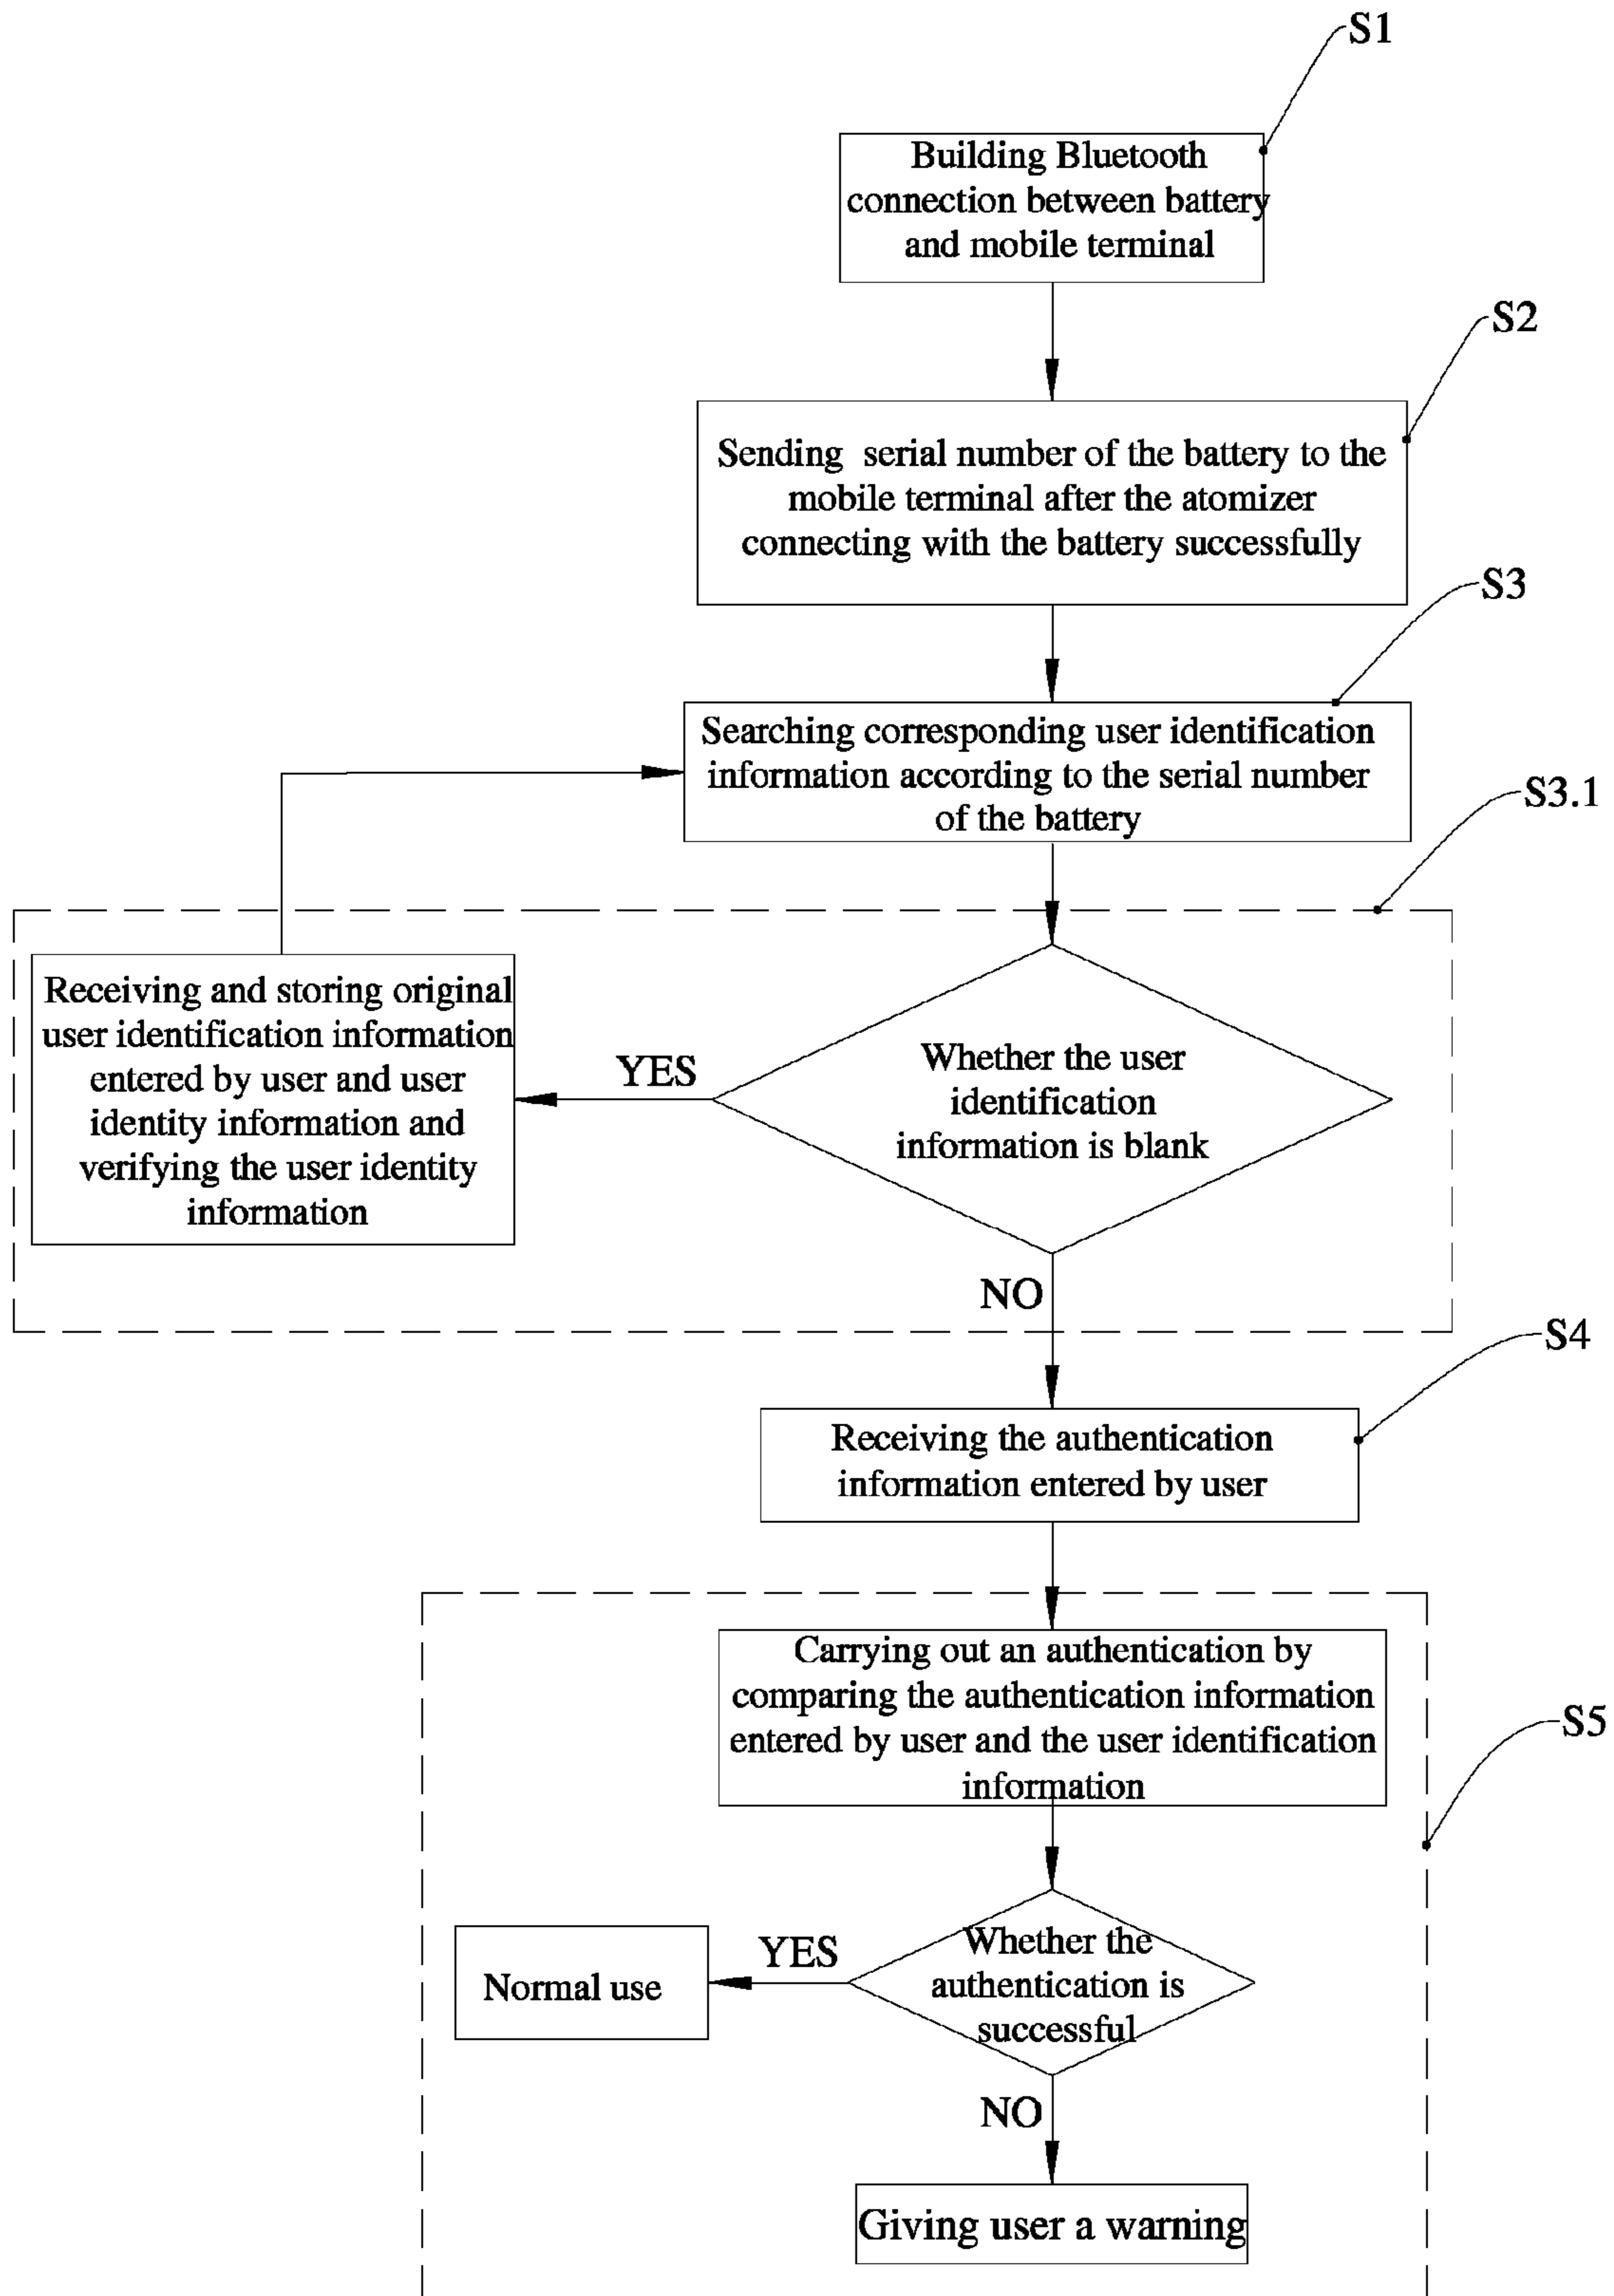 S1
Building Bluetooth
connection between battery
and mobile terminal
S2
Sending serial number of the battery to the
mobile terminal after the atomizer
connecting with the battery successfully
S3
Searching corresponding user identification
information according to the serial number
of the battery
S3.1
Receiving and storing original
user identification information
entered by user and user
identity information and
verifying the user identity
information
YES
Whether the user
identification
information is blank
NO
S4
Receiving the authentication
information entered by user
Carrying out an authentication by
comparing the authentication information
entered by user and the user identification
information
S5
Normal use
YES
Whether the
authentication is
successful
NO
Giving user a warning